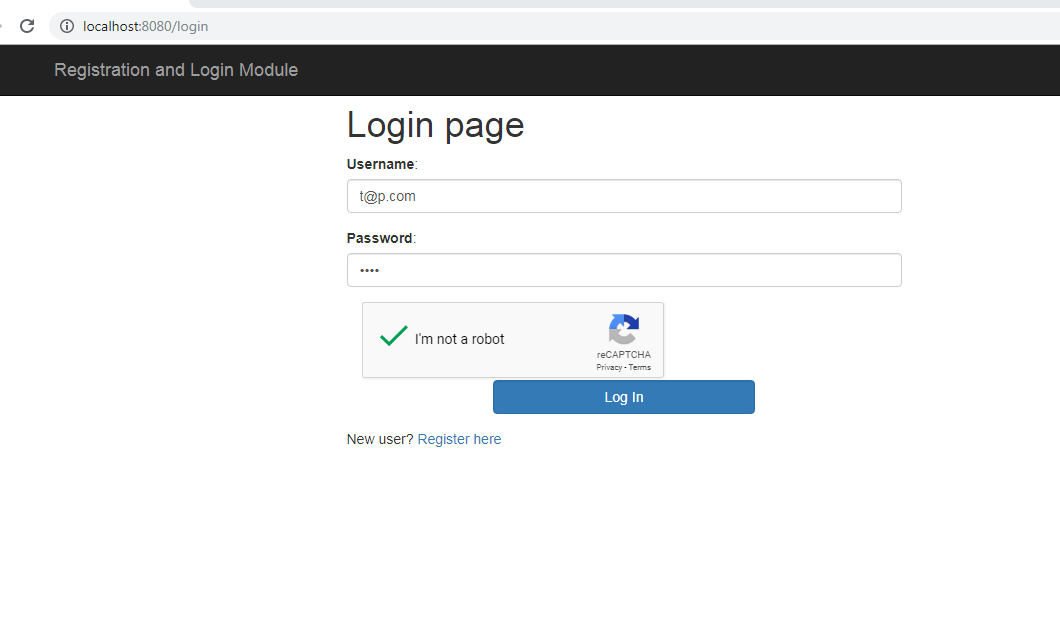 localhost:8080/login
Registration and Login Module
Login page
Username:
t@p.com
Password:
••••
I'm not a robot
reCAPTCHA
Privacy - Terms
Log In
New user? Register here